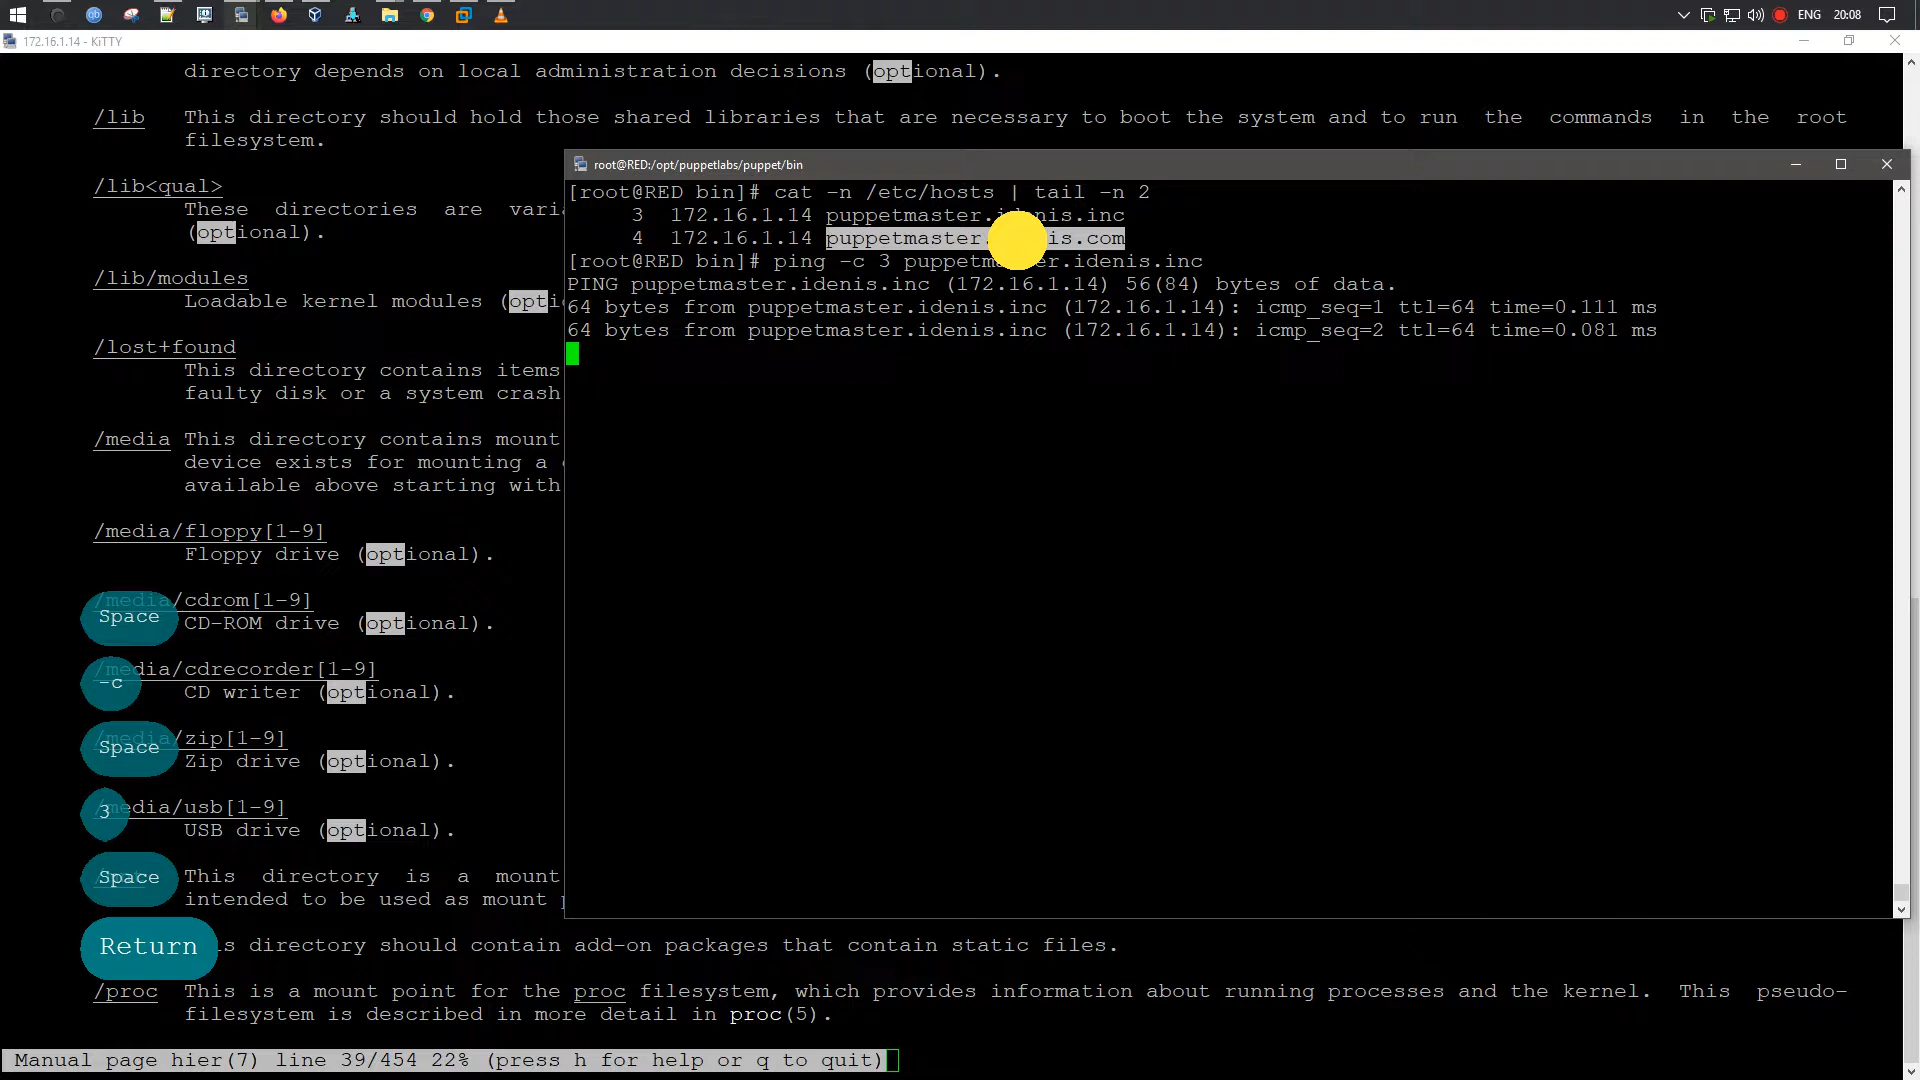 ENG 20:08
172.16.1.14 - KiTTY
directory depends on local administration decisions (optional).
/lib This directory should hold those shared libraries that are necessary to boot the system and to run the commands in the root
filesystem.
/lib<qual>
These directories are
(optional).
/lib/modules
Loadable kernel modules
/lost+found
This directory contains items
faulty disk or a system crash
/media This directory contains mount
device exists for mounting a
available above starting with
/media/floppy[1-9]
Floppy drive (optional).
/media/cdrom[1-9]
CD-ROM drive (optional).
/media/cdrecorder[1-9]
CD writer (optional).
/media/zip[1-9]
Zip drive (optional).
/media/usb[1-9]
USB drive (optional).
This directory is a mount
intended to be used as mount
directory should contain add-on packages that contain static files.
/proc This is a mount point for the proc filesystem, which provides information about running processes and the kernel. This pseudo-
filesystem is described in more detail in proc(5).
Manual page hier(7) line 39/454 22% (press h for help or q to quit)
root@RED:/opt/puppetlabs/puppet/bin
[root@RED bin]# cat -n /etc/hosts | tail -n 2
3 172.16.1.14 puppetmaster.idenis.inc
4 172.16.1.14 puppetmaster.idenis.com
[root@RED bin]# ping -c 3 puppetmaster.idenis.inc
PING puppetmaster.idenis.inc (172.16.1.14) 56(84) bytes of data.
64 bytes from puppetmaster.idenis.inc (172.16.1.14): icmp_seq=1 ttl=64 time=0.111 ms
64 bytes from puppetmaster.idenis.inc (172.16.1.14): icmp_seq=2 ttl=64 time=0.081 ms
Space
-c
Space
3
Space
Return